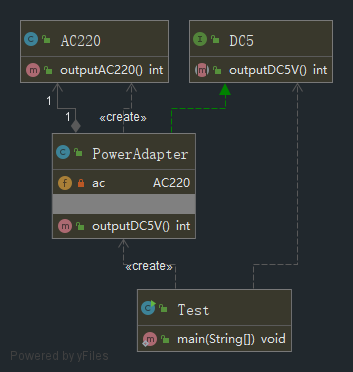 AC220
outputAC220() int
DC5
outputDC5V() int
1
1
«create»
PowerAdapter
ac AC220
outputDC5V() int
«create»
Test
main(String[]) void
Powered by yFiles